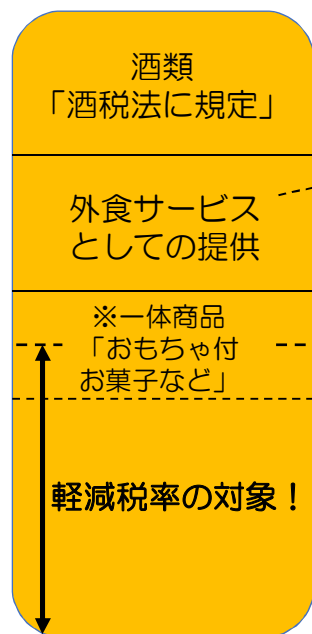 酒類
「酒税法に規定」
外食サービス
としての提供
※一体商品
「おもちゃ付
お菓子など」
軽減税率の対象！